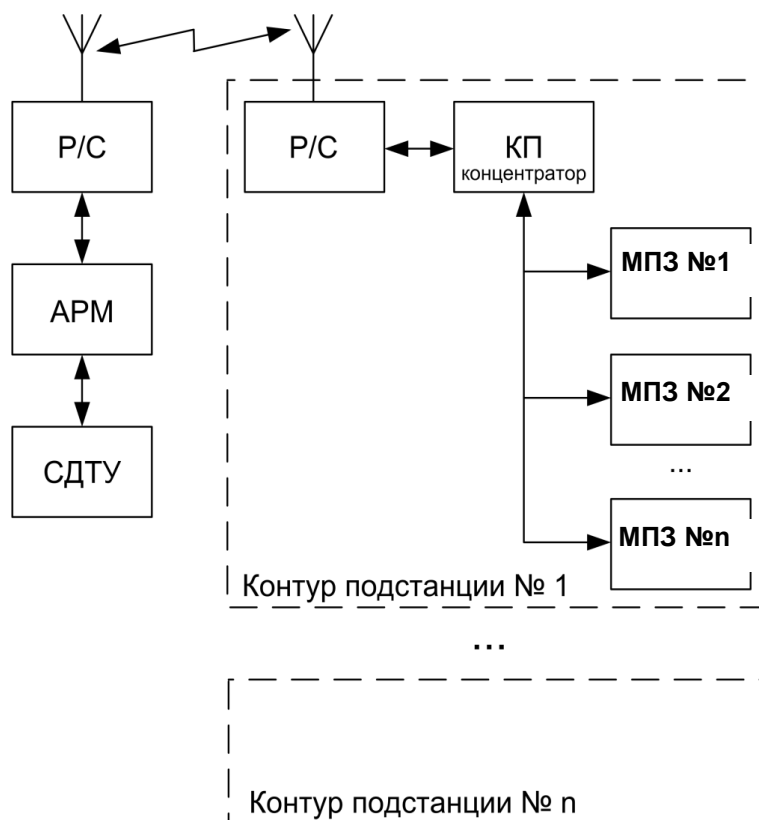 Р/С
Р/С
КП
концентратор
АРМ
МПЗ №1
МПЗ №2
...
СДТУ
МПЗ №n
Контур подстанции № 1
...
Контур подстанции № n